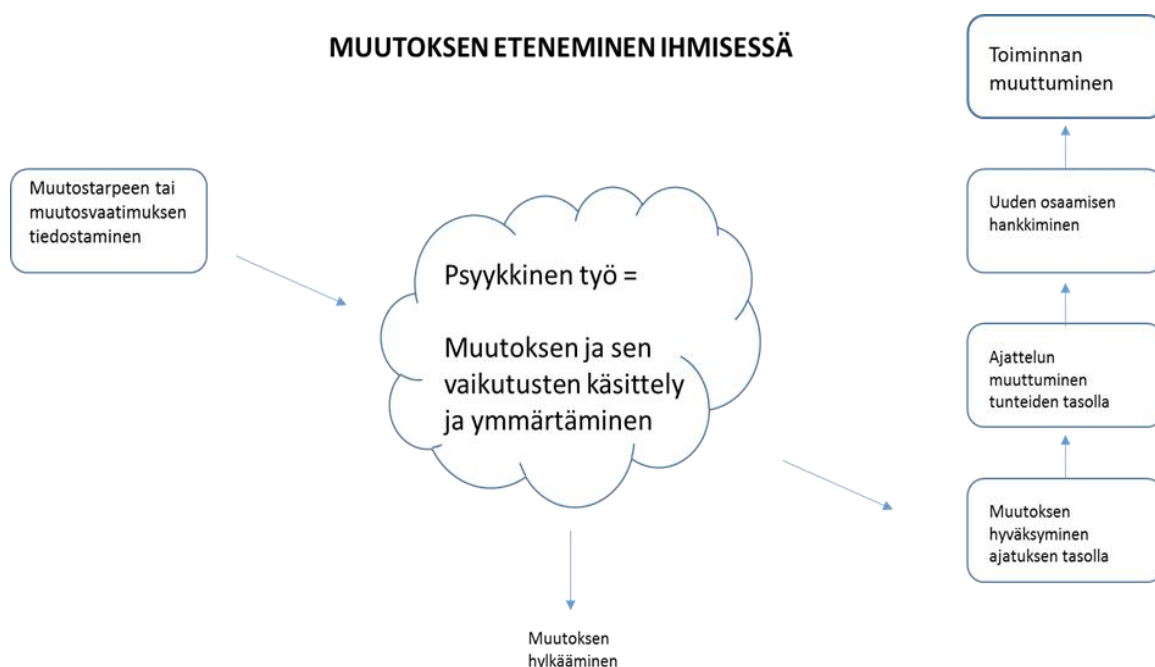 MUUTOKSEN ETENEMINEN IHMISESSÄ
Muutostarpeen tai
muutosvaatimuksen
tiedostaminen
Psyykkinen työ =
Muutoksen ja sen
vaikutusten käsittely
ja ymmärtäminen
Muutoksen
hylkääminen
Toiminnan
muuttuminen
Uuden osaamisen
hankkiminen
Ajattelun
muuttuminen
tunteiden tasolla
Muutoksen
hyväksyminen
ajatuksen tasolla